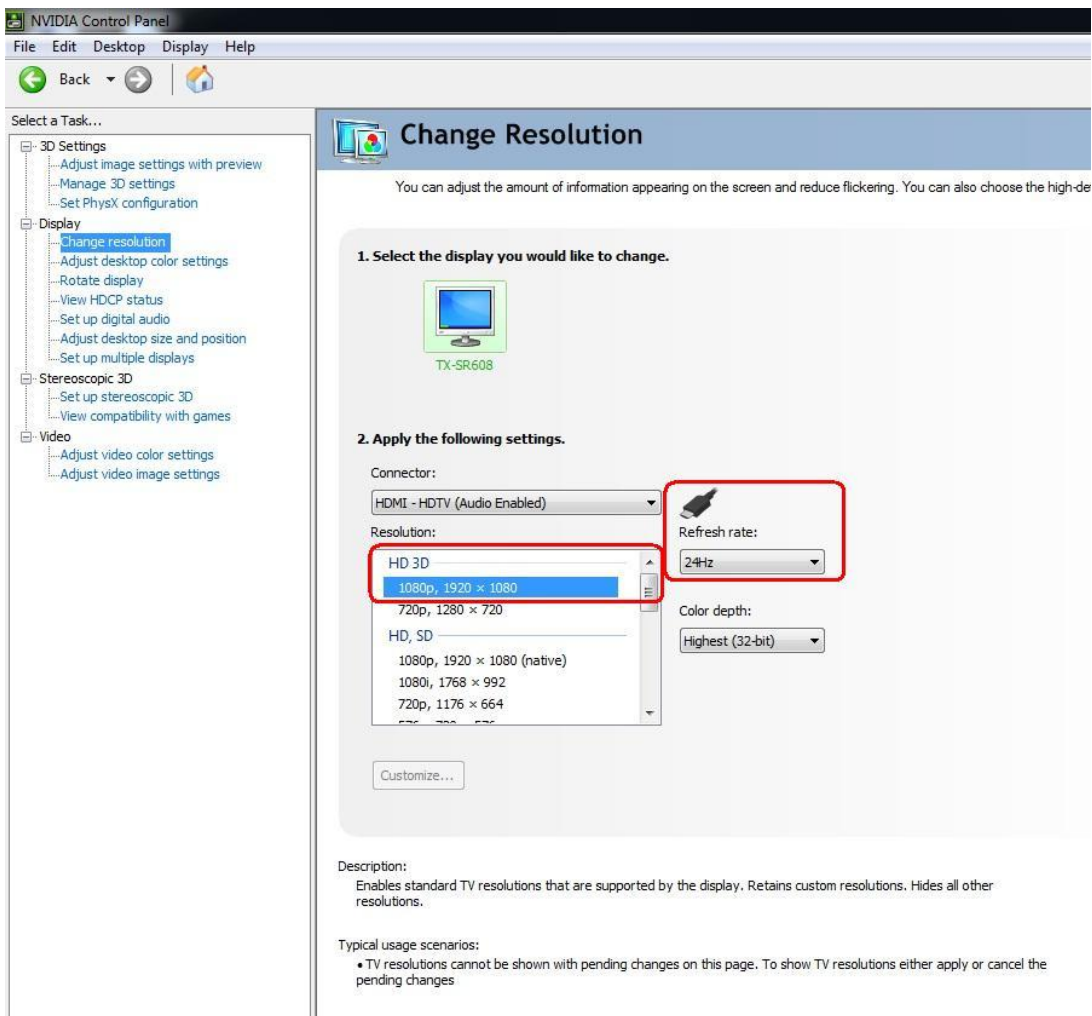 NVIDIA Control Panel
File Edit Desktop Display Help
Back
Select a Task...
3D Settings
Adjust image settings with preview
Manage 3D settings
Set PhysX configuration
Display
Change resolution
Adjust desktop color settings
Rotate display
View HDCP status
Set up digital audio
Adjust desktop size and position
Set up multiple displays
Stereoscopic 3D
Set up stereoscopic 3D
View compatibility with games
Video
Adjust video color settings
Adjust video image settings
Change Resolution
You can adjust the amount of information appearing on the screen and reduce flickering. You can also choose the high-de
1. Select the display you would like to change.
TX-SR608
2. Apply the following settings.
Connector:
HDMI - HDTV (Audio Enabled)
Resolution:
HD 3D
1080p, 1920 × 1080
720p, 1280 × 720
HD, SD
1080p, 1920 × 1080 (native)
1080i, 1768 × 992
720p, 1176 × 664
Refresh rate:
24Hz
Color depth:
Highest (32-bit)
Customize...
Description:
Enables standard TV resolutions that are supported by the display. Retains custom resolutions. Hides all other
resolutions.
Typical usage scenarios:
• TV resolutions cannot be shown with pending changes on this page. To show TV resolutions either apply or cancel the
pending changes